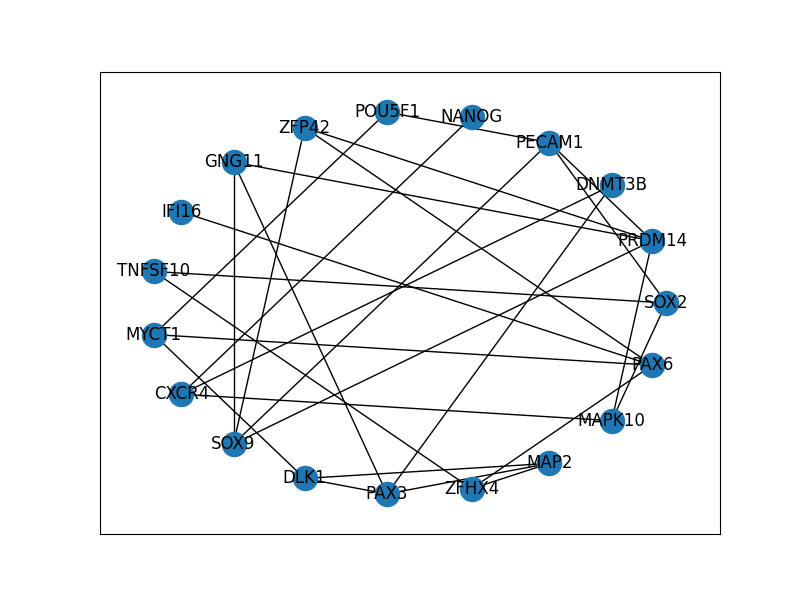 POU5F1
NANOG
ZFP42
PECAM1
GNG11
DNMT3B
IFI16
PRDM14
TNFSF10
SOX2
MYCT1
PAX6
CXCR4
MAPK10
SOX9
MAP2
DLK1
ZFHX4
PAX3